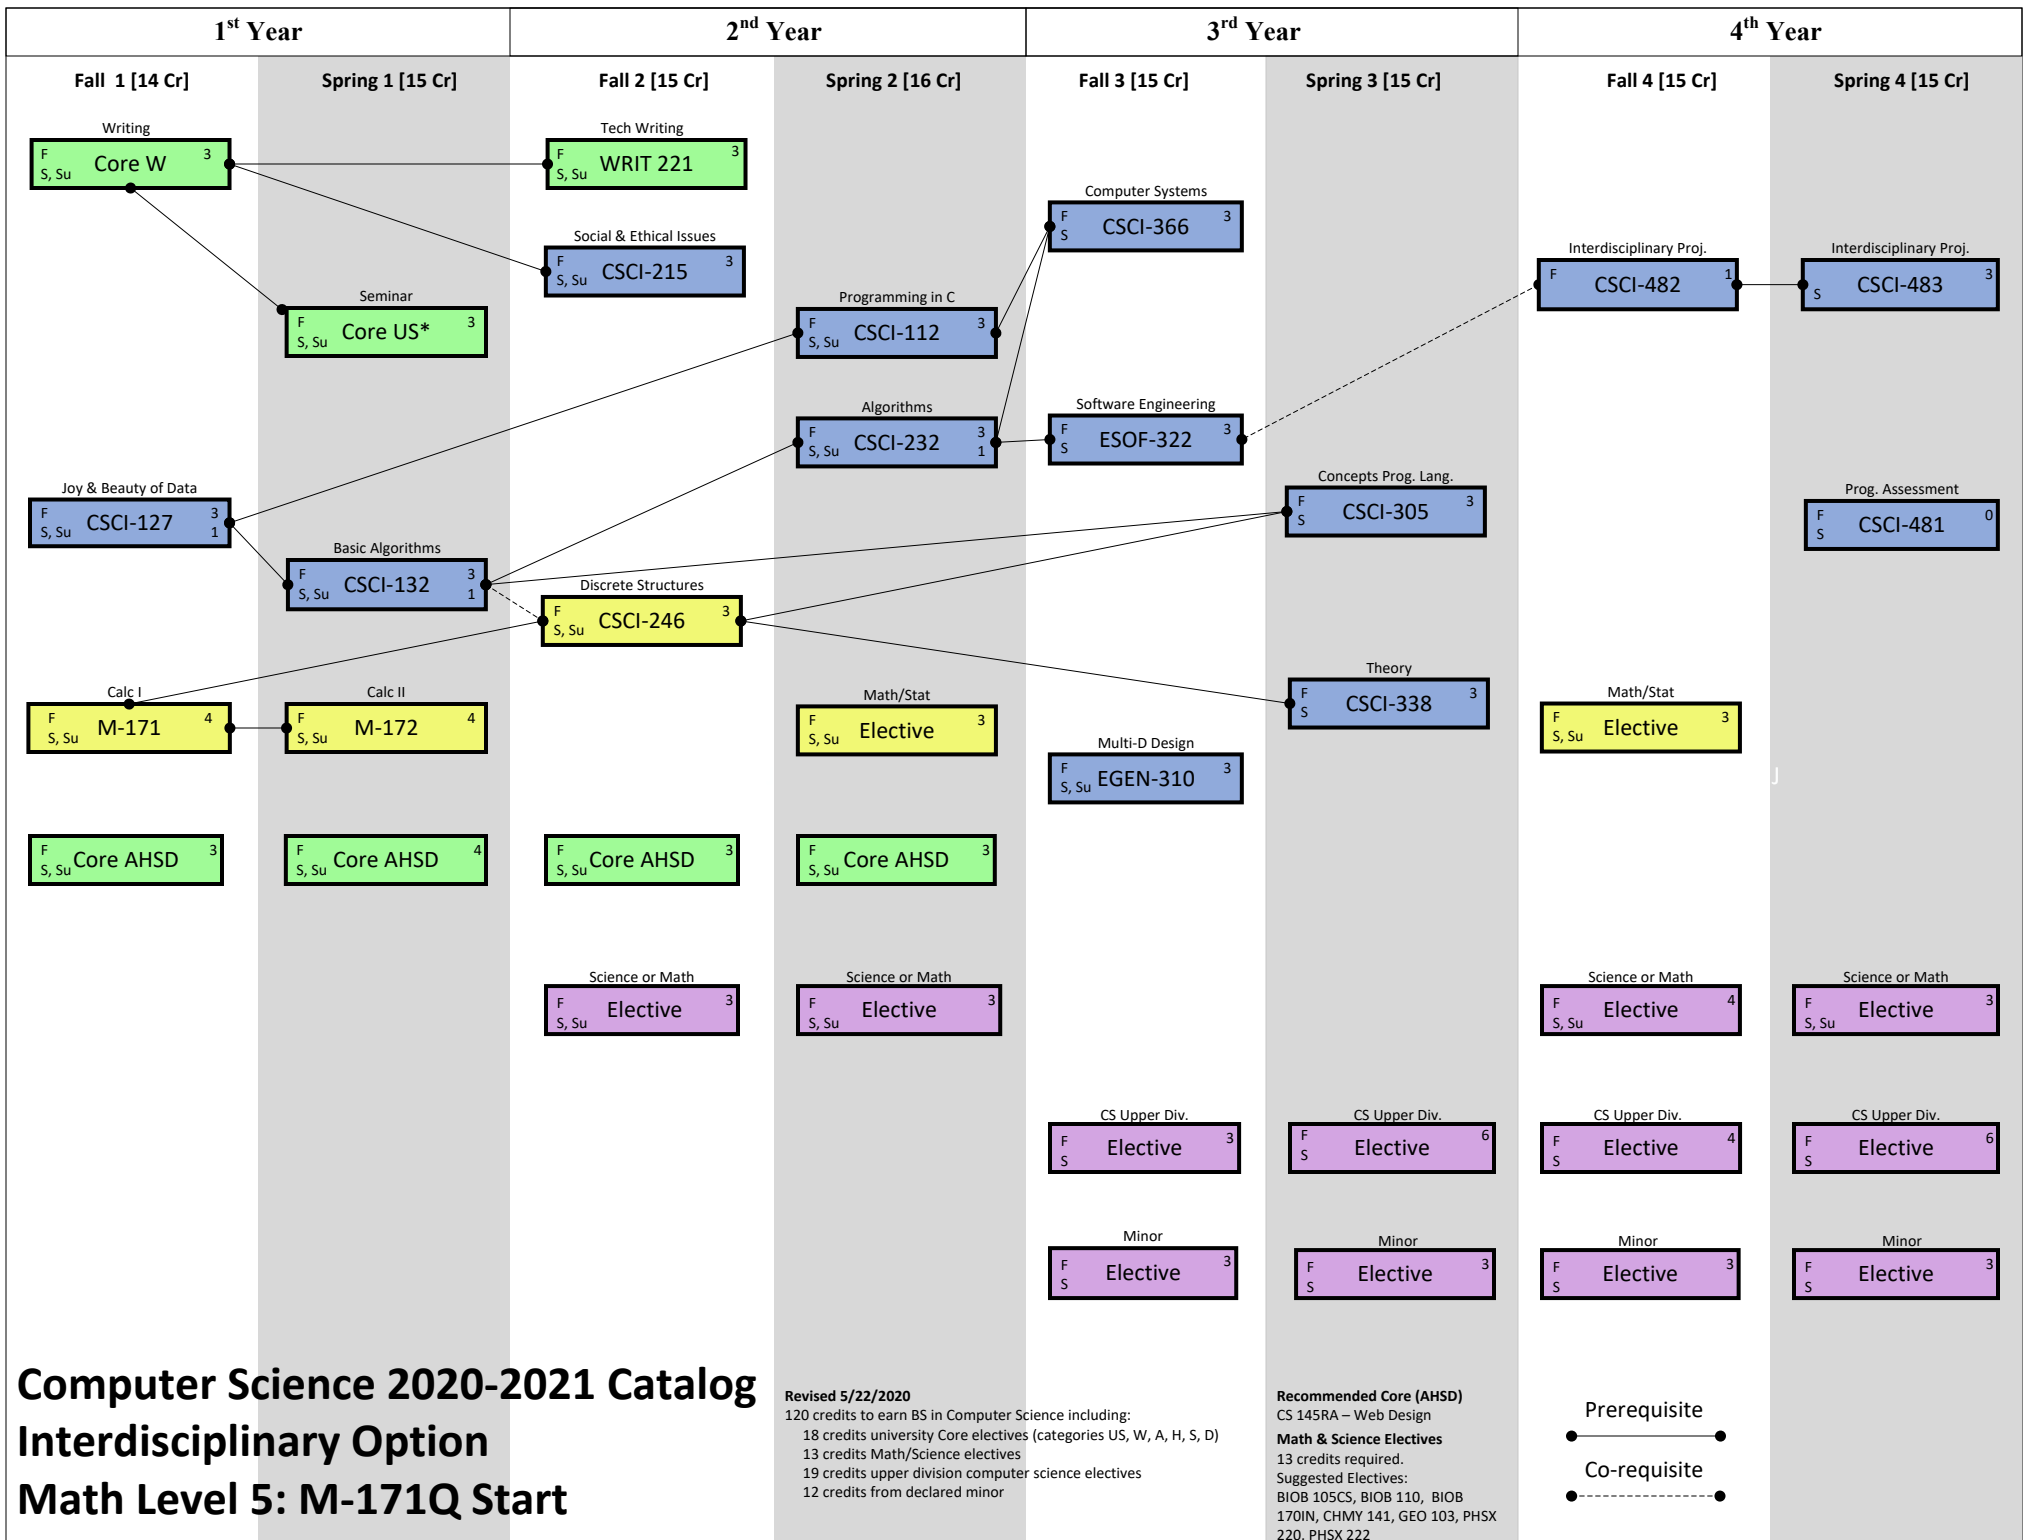 1st Year
2nd Year
3rd Year
4th Year
Fall 1 [14 Cr]
Spring 1 [15 Cr]
Fall 2 [15 Cr]
Spring 2 [16 Cr]
Fall 3 [15 Cr]
Spring 3 [15 Cr]
Fall 4 [15 Cr]
Spring 4 [15 Cr]
Writing
F
S, Su
Core W
3
Joy & Beauty of Data
F
S, Su
CSCI-127
3
1
Calc I
F
S, Su
M-171
4
F
S, Su
Core AHSD
3
Seminar
F
S, Su
Core US*
3
Basic Algorithms
F
S, Su
CSCI-132
3
1
Calc II
F
S, Su
M-172
4
F
S, Su
Core AHSD
4
Tech Writing
F
S, Su
WRIT 221
3
Social & Ethical Issues
F
S, Su
CSCI-215
3
Discrete Structures
F
S, Su
CSCI-246
3
F
S, Su
Core AHSD
3
Science or Math
F
S, Su
Elective
3
Programming in C
F
S, Su
CSCI-112
3
Algorithms
F
S, Su
CSCI-232
3
1
Math/Stat
F
S, Su
Elective
3
F
S, Su
Core AHSD
3
Science or Math
F
S, Su
Elective
3
Computer Systems
F
S
CSCI-366
3
Software Engineering
F
S
ESOF-322
3
Multi-D Design
F
S, Su
EGEN-310
3
CS Upper Div.
F
S
Elective
3
Minor
F
S
Elective
3
Concepts Prog. Lang.
F
S
CSCI-305
3
Theory
F
S
CSCI-338
3
CS Upper Div.
F
S
Elective
6
Minor
F
S
Elective
3
Interdisciplinary Proj.
F
CSCI-482
1
Math/Stat
F
S, Su
Elective
3
Science or Math
F
S, Su
Elective
4
CS Upper Div.
F
S
Elective
4
Minor
F
S
Elective
3
Interdisciplinary Proj.
S
CSCI-483
3
Prog. Assessment
F
S
CSCI-481
0
J
Science or Math
F
S, Su
Elective
3
CS Upper Div.
F
S
Elective
6
Minor
F
S
Elective
3
Computer Science 2020-2021 Catalog
Interdisciplinary Option
Math Level 5: M-171Q Start
Revised 5/22/2020
120 credits to earn BS in Computer Science including:
18 credits university Core electives (categories US, W, A, H, S, D)
13 credits Math/Science electives
19 credits upper division computer science electives
12 credits from declared minor
Recommended Core (AHSD)
CS 145RA – Web Design
Math & Science Electives
13 credits required.
Suggested Electives:
BIOB 105CS, BIOB 110, BIOB
170IN, CHMY 141, GEO 103, PHSX
220, PHSX 222
Prerequisite
Co-requisite